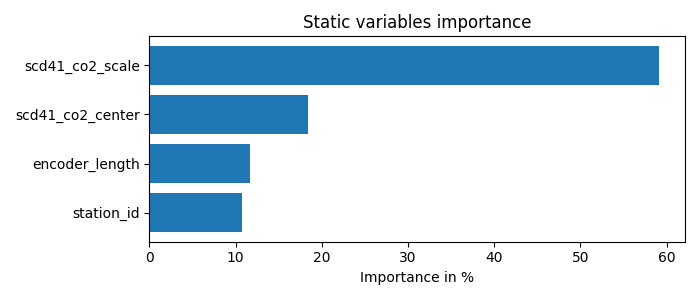 Static variables importance
scd41_co2_scale
scd41_co2_center
encoder_length
station_id
0 10 20 30 40 50 60
Importance in %